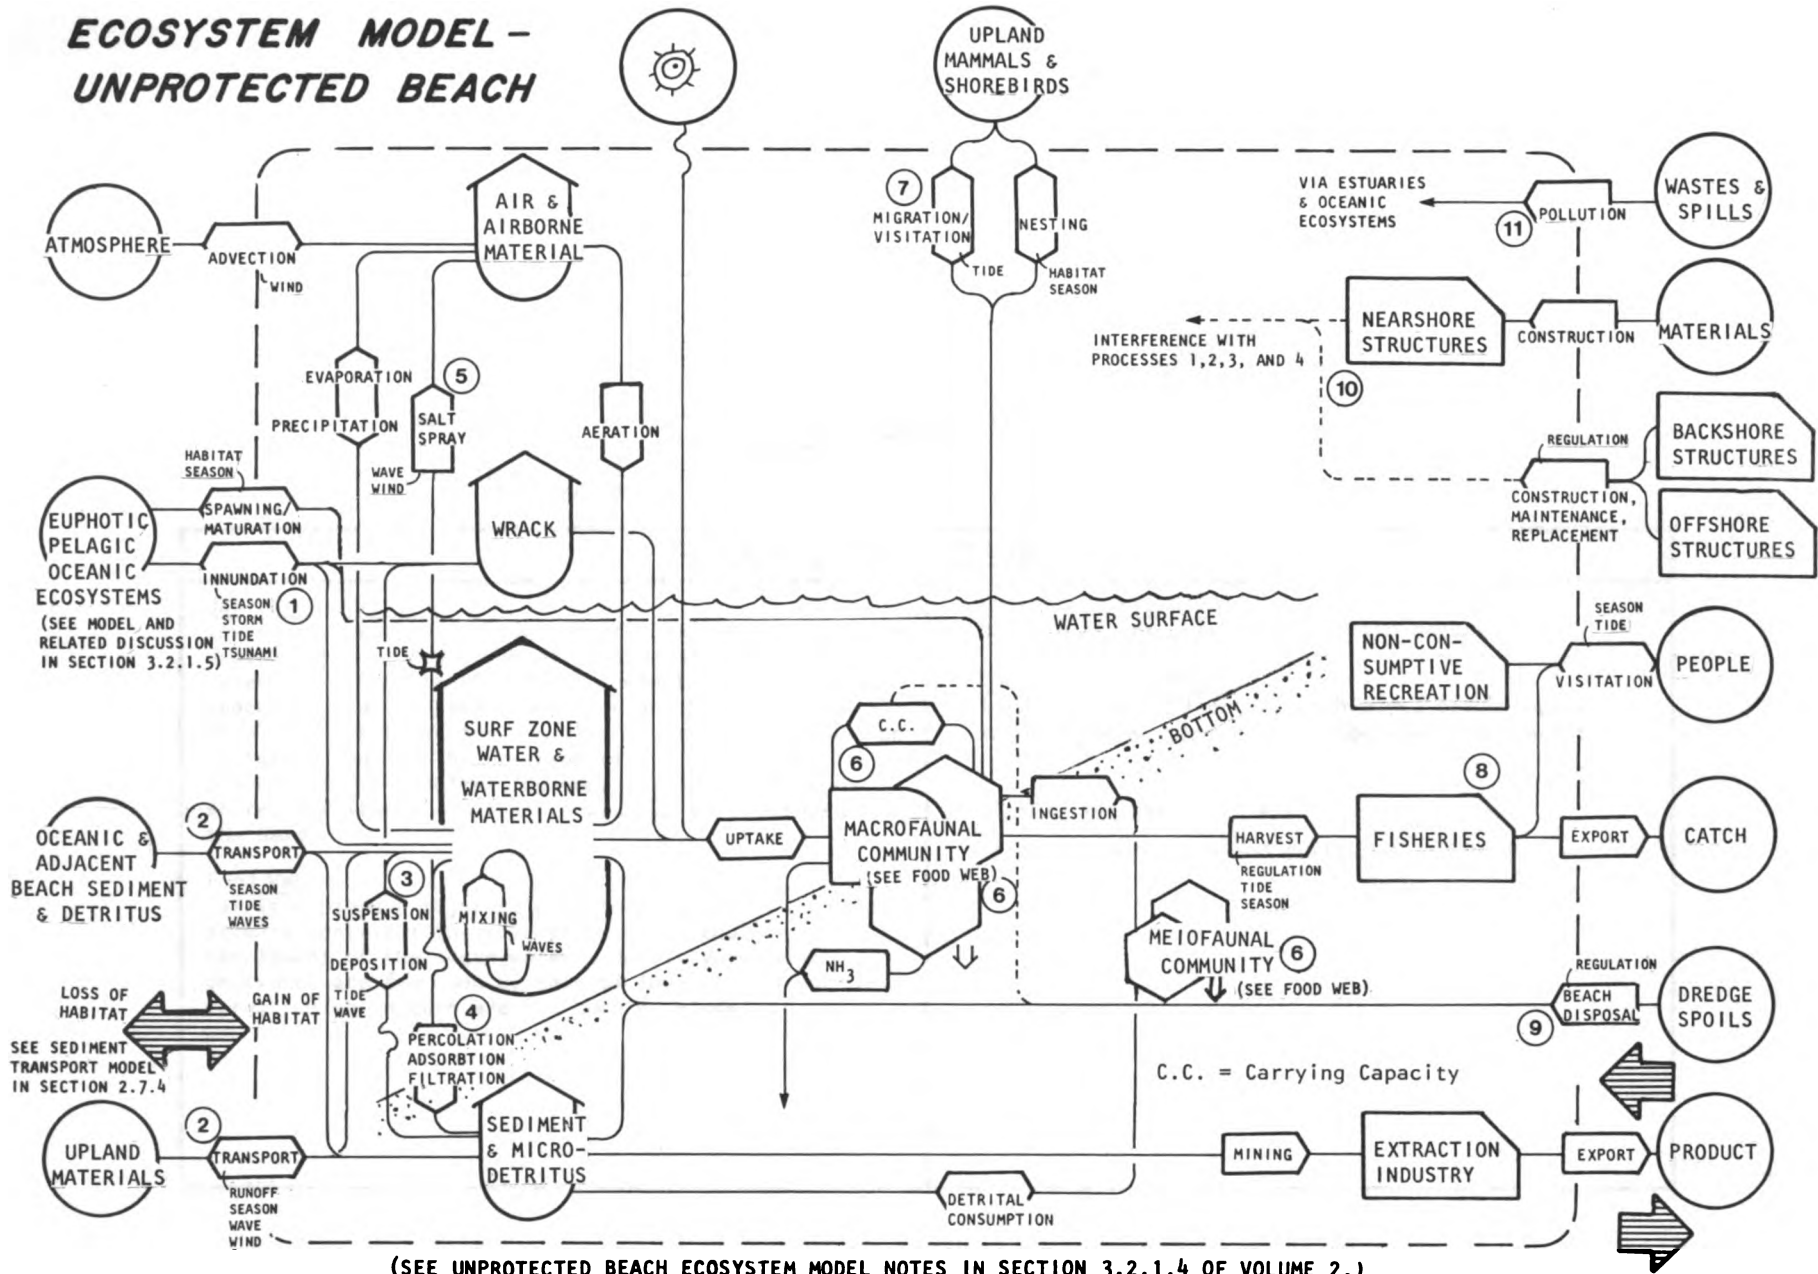 ECOSYSTEM MODEL –
UNPROTECTED BEACH
UPLAND
MAMMALS &
SHOREBIRDS
ATMOSPHERE
ADVECTION
WIND
AIR &
AIRBORNE
MATERIAL
7
MIGRATION/
VISITATION
TIDE
NESTING
HABITAT
SEASON
VIA ESTUARIES
& OCEANIC
ECOSYSTEMS
11
POLLUTION
WASTES &
SPILLS
INTERFERENCE WITH
PROCESSES 1,2,3, AND 4
NEARSHORE
STRUCTURES
CONSTRUCTION
MATERIALS
10
EVAPORATION
PRECIPITATION
5
SALT
SPRAY
WAVE
WIND
AERATION
REGULATION
CONSTRUCTION,
MAINTENANCE,
REPLACEMENT
BACKSHORE
STRUCTURES
OFFSHORE
STRUCTURES
HABITAT
SEASON
SPAWNING/
MATURATION
EUPHOTIC
PELAGIC
OCEANIC
ECOSYSTEMS
(SEE MODEL AND
RELATED DISCUSSION
IN SECTION 3.2.1.5)
INNUNDATION
1
SEASON
STORM
TIDE
TSUNAMI
WRACK
WATER SURFACE
TIDE
SURF ZONE
WATER &
WATERBORNE
MATERIALS
C.C.
6
BOTTOM
NON-CON-
SUMPTIVE
RECREATION
SEASON
TIDE
VISITATION
PEOPLE
OCEANIC &
ADJACENT
BEACH SEDIMENT
& DETRITUS
2
TRANSPORT
SEASON
TIDE
WAVES
3
SUSPENSION
DEPOSITION
TIDE
WAVE
MIXING
WAVES
UPTAKE
MACROFAUNAL
COMMUNITY
(SEE FOOD WEB)
6
INGESTION
HARVEST
REGULATION
TIDE
SEASON
8
FISHERIES
EXPORT
CATCH
NH3
MEIOFAUNAL
COMMUNITY
6
(SEE FOOD WEB)
REGULATION
BEACH
DISPOSAL
9
DREDGE
SPOILS
LOSS OF
HABITAT
GAIN OF
HABITAT
SEE SEDIMENT
TRANSPORT MODEL
IN SECTION 2.7.4
4
PERCOLATION
ADSORBTION
FILTRATION
C.C. = Carrying Capacity
UPLAND
MATERIALS
2
TRANSPORT
RUNOFF
SEASON
WAVE
WIND
SEDIMENT
& MICRO-
DETRITUS
DETRITAL
CONSUMPTION
MINING
EXTRACTION
INDUSTRY
EXPORT
PRODUCT
(SEE UNPROTECTED BEACH ECOSYSTEM MODEL NOTES IN SECTION 3.2.1.4 OF VOLUME 2.)